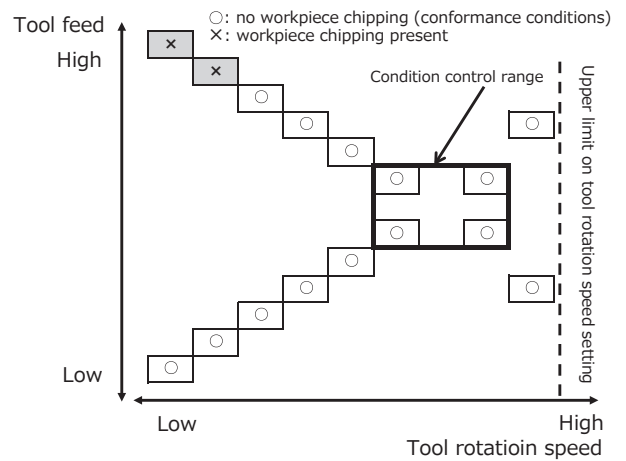 ○: no workpiece chipping (conformance conditions)
×: workpiece chipping present
Tool feed
High
Condition control range
Upper limit on tool rotation
speed setting
Low
Low
High
Tool rotatioin speed